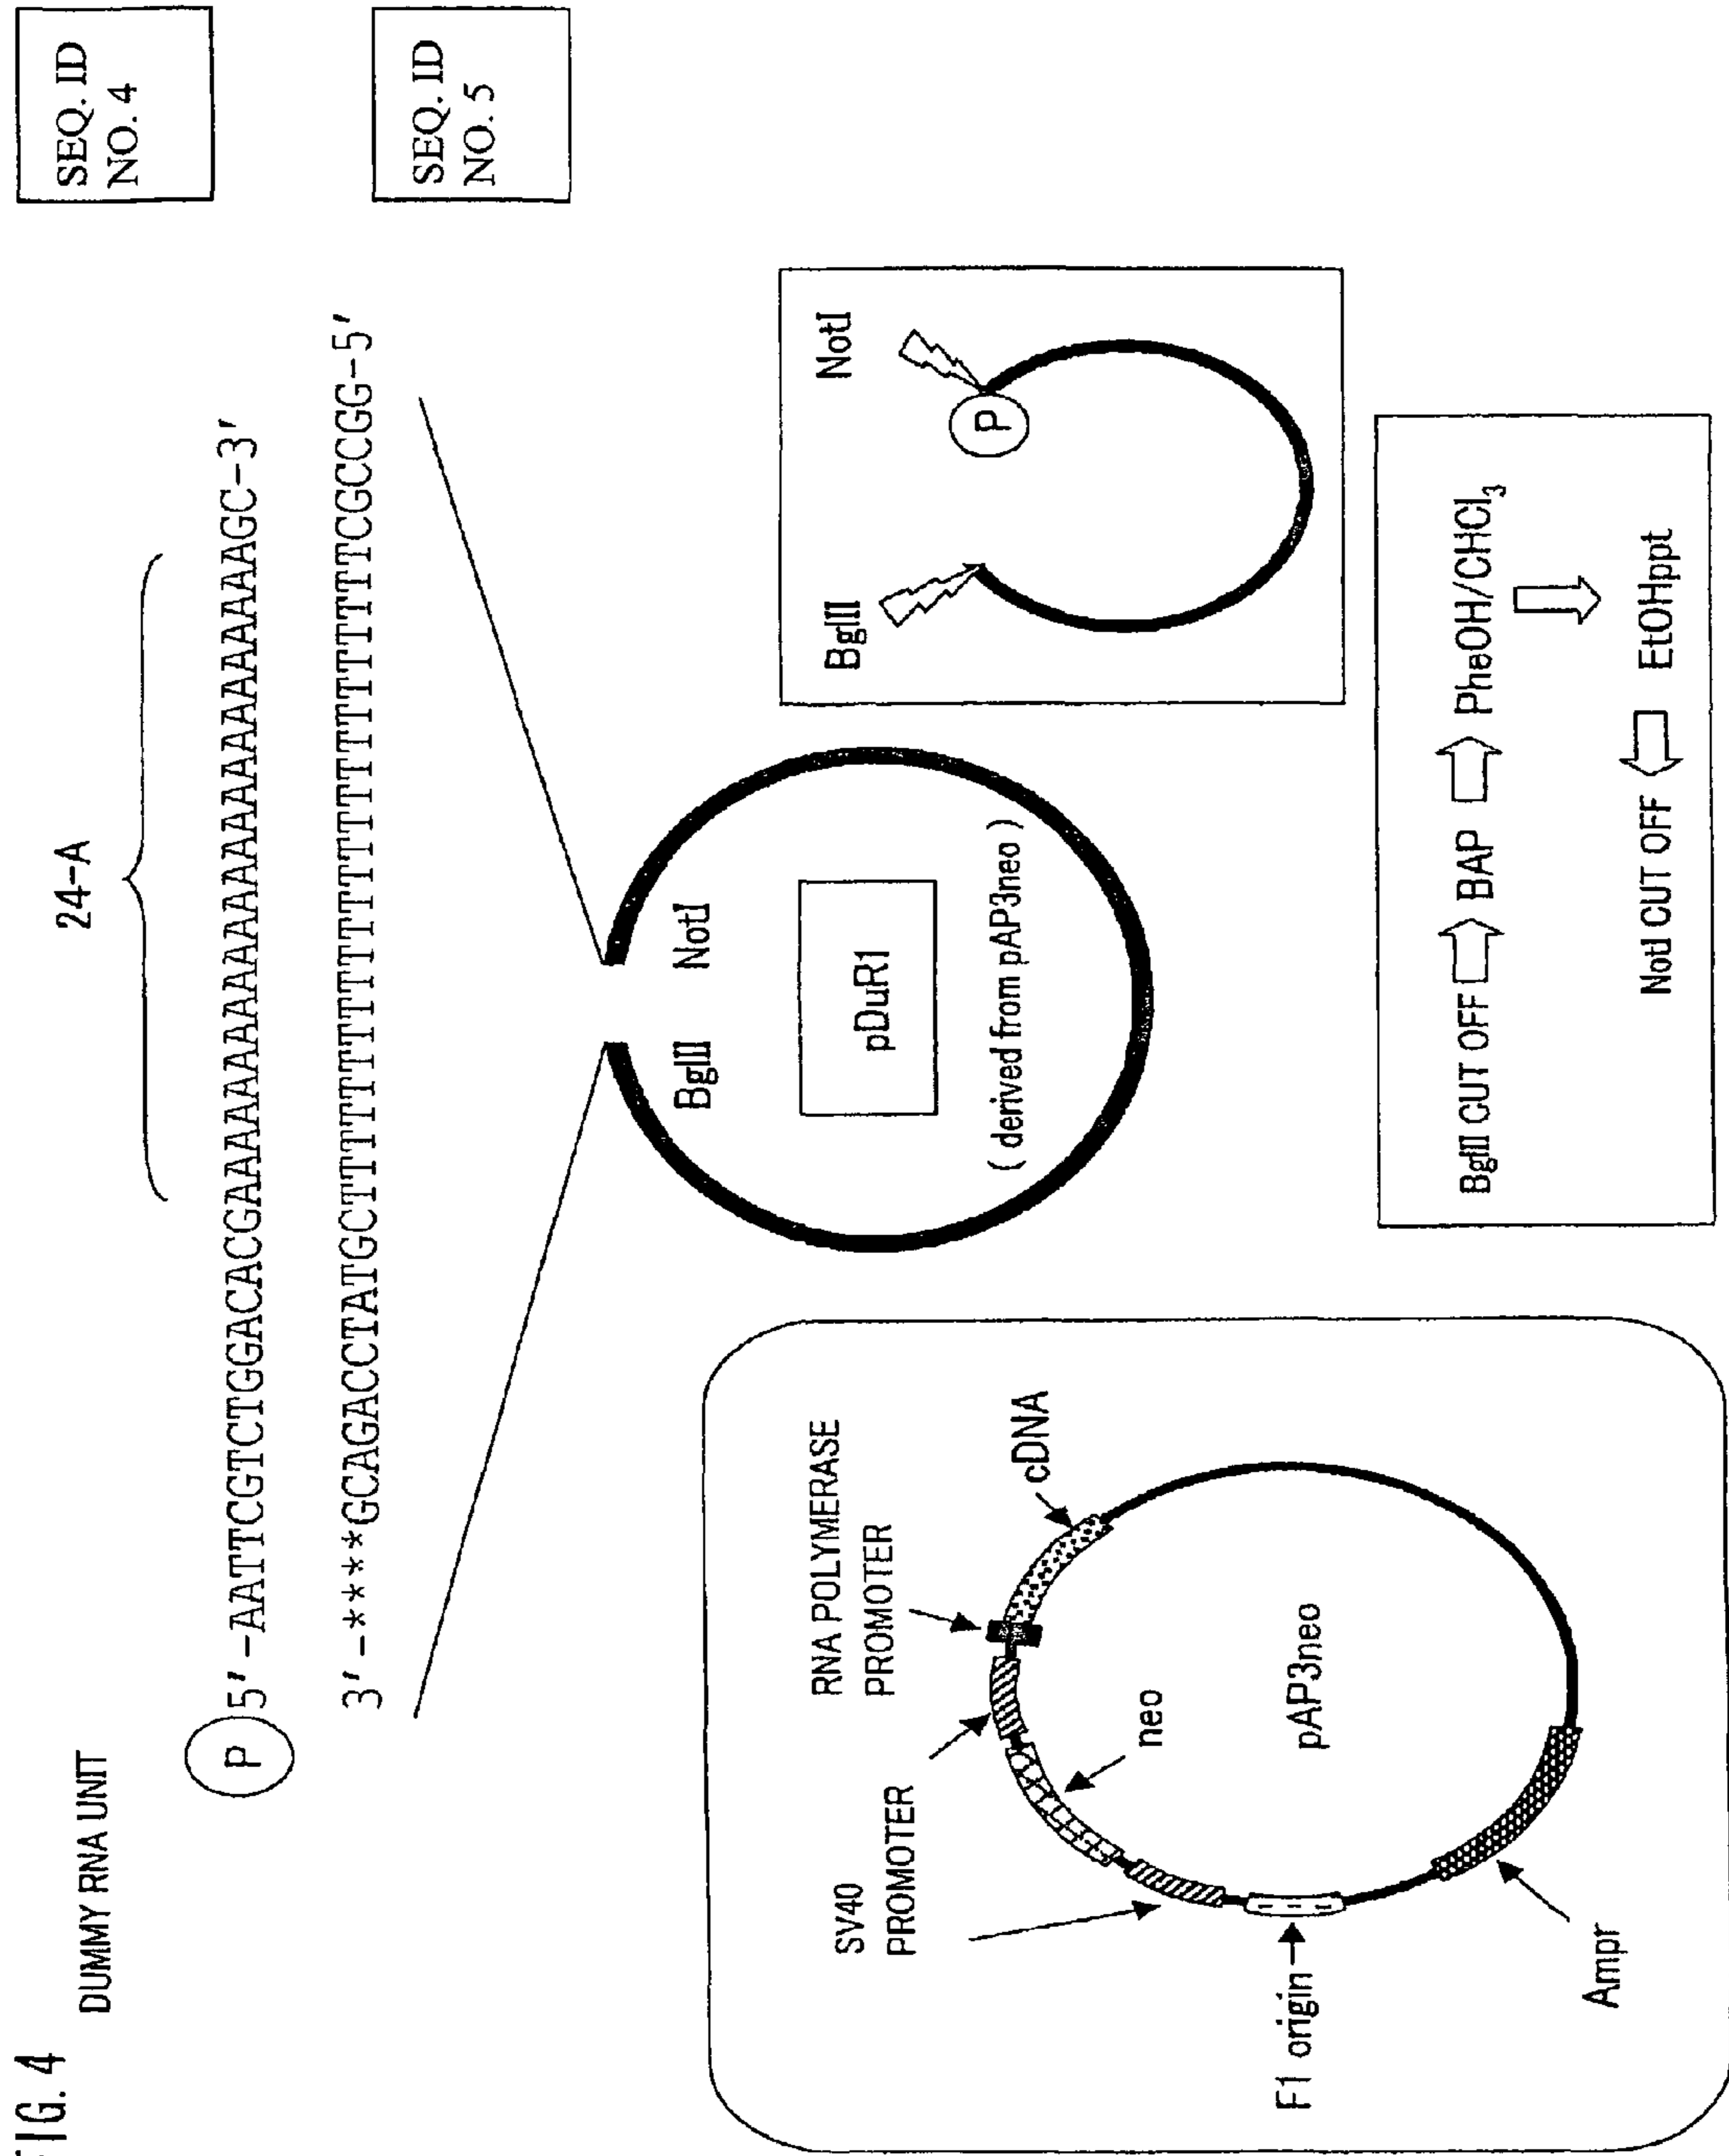 FIG. 4
DUMMY RNA UNIT
24-A
SEQ. ID
NO. 4
P 5'-AATTCGTCTGGACACGAAAAAAAAAAAAAAAAAAAAAAAAGC-3'
SEQ. ID
NO. 5
3'-****GCAGACCTATGCTTTTTTTTTTTTTTTTTTTTTTTTCGCCGG-5'
BglII NotI
pDuR1
( derived from pAP3neo )
BglII NotI
P
RNA POLYMERASE
PROMOTER
cDNA
SV40
PROMOTER
neo
pAP3neo
F1 origin
Ampr
BglII CUT OFF ⇨ BAP ⇨ PheOH/CHCl3
⇩
NotI CUT OFF ⇦ EtOHppt